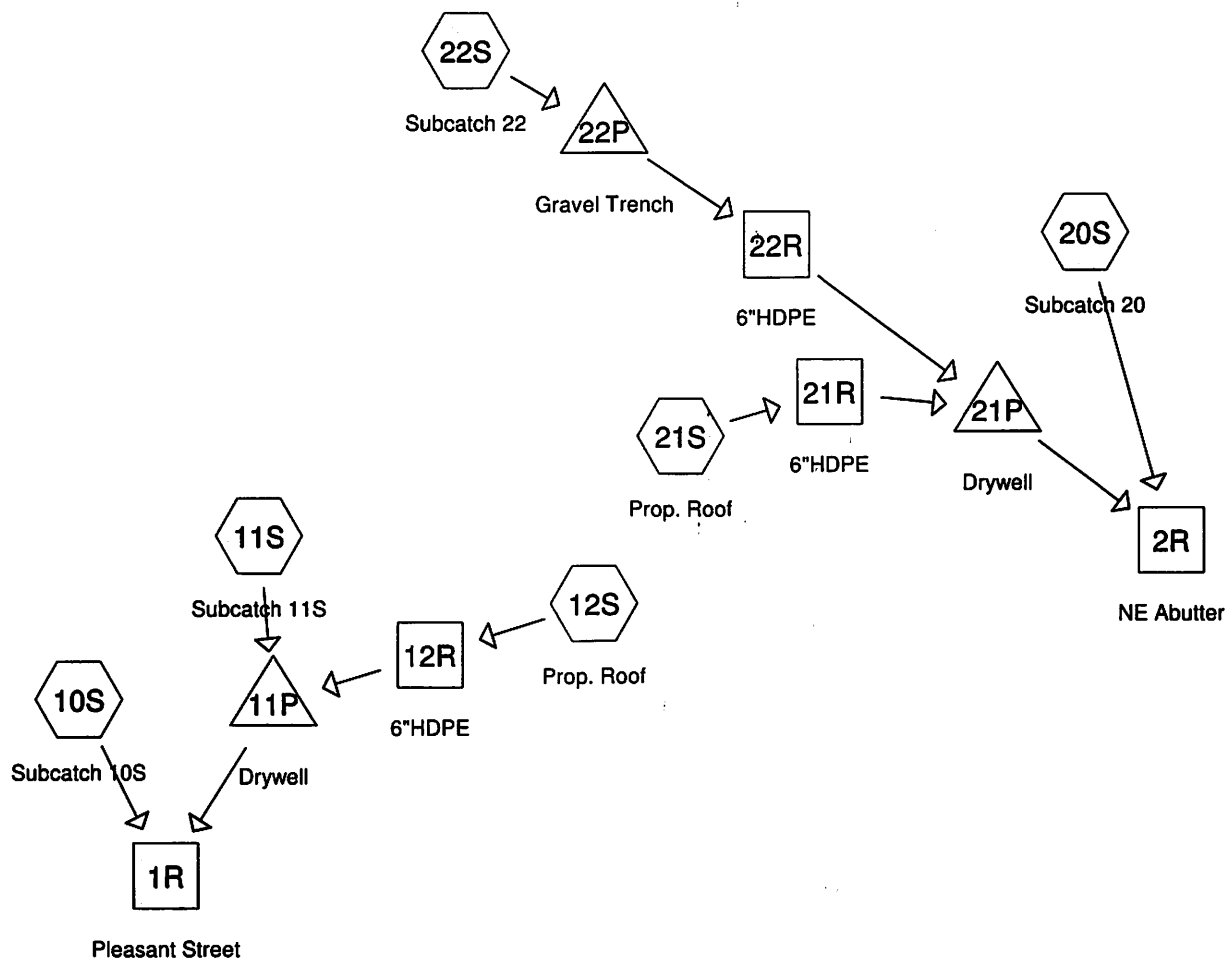 22S
Subcatch 22
22P
Gravel Trench
22R
6"HDPE
20S
Subcatch 20
21R
6"HDPE
21S
Prop. Roof
21P
Drywell
2R
NE Abutter
11S
Subcatch 11S
12S
Prop. Roof
12R
6"HDPE
10S
Subcatch 10S
11P
Drywell
1R
Pleasant Street